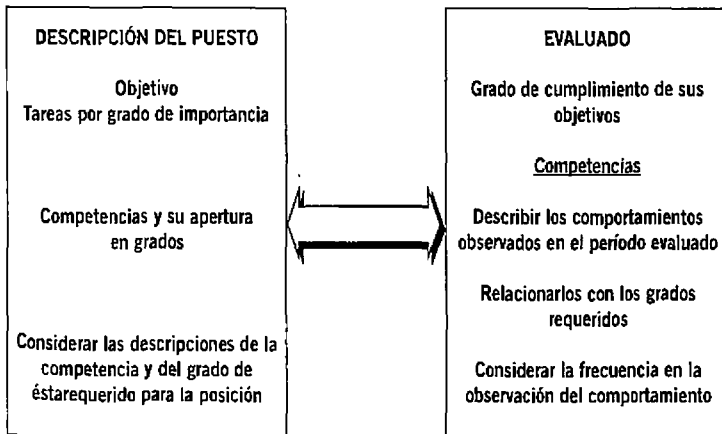 DESCRIPCIÓN DEL PUESTO
Objetivo
Tareas por grado de importancia
Competencias y su apertura
en grados
Considerar las descripciones de la
competencia y del grado de
éstarequerido para la posición
EVALUADO
Grado de cumplimiento de sus
objetivos
Competencias
Describir los comportamientos
observados en el período evaluado
Relacionarlos con los grados
requeridos
Considerar la frecuencia en la
observación del comportamiento